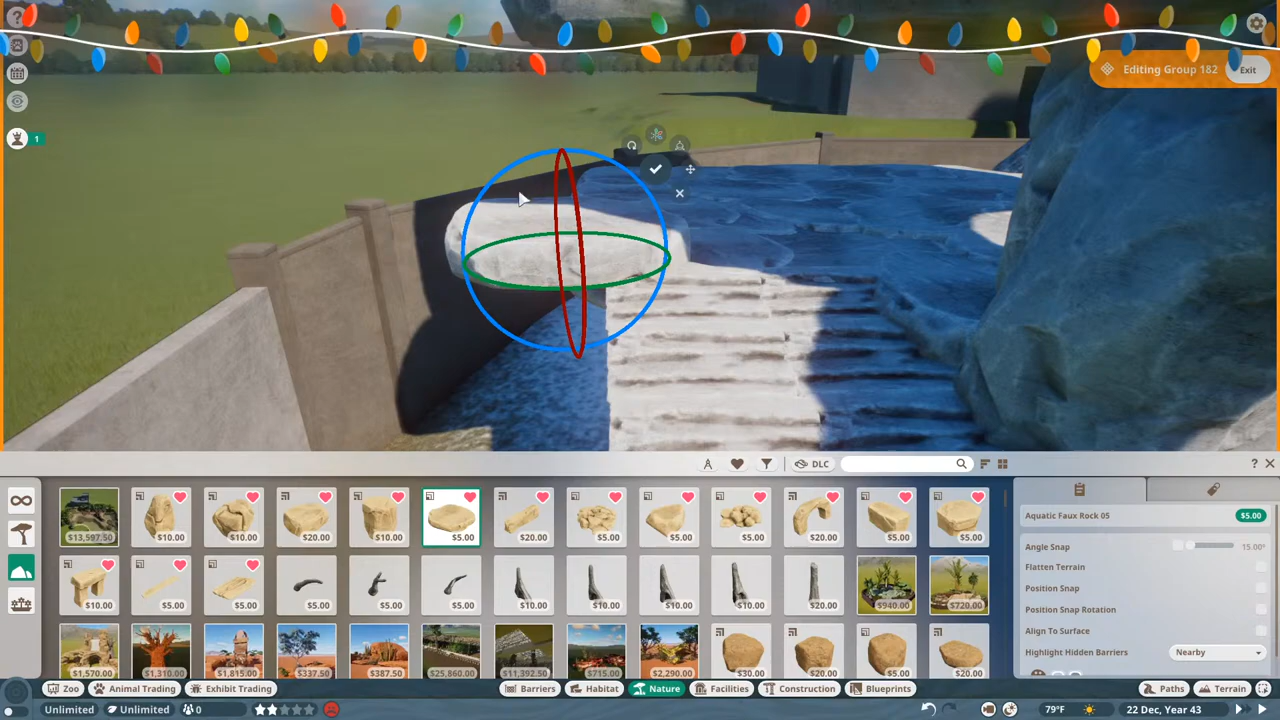 ?
Editing Group 182
Exit
1
DLC
?
$13,597.50
$10.00
$10.00
$20.00
$10.00
$5.00
$20.00
$5.00
$5.00
$5.00
$20.00
$5.00
$5.00
$10.00
$5.00
$5.00
$5.00
$5.00
$5.00
$10.00
$10.00
$10.00
$10.00
$20.00
$940.00
$720.00
$1,570.00
$1,310.00
$1,815.00
$337.50
$387.50
$25,860.00
$11,392.50
$715.00
$2,290.00
$30.00
$20.00
$20.00
$20.00
Aquatic Faux Rock 05
$5.00
Angle Snap
15.00°
Flatten Terrain
Position Snap
Position Snap Rotation
Align To Surface
Highlight Hidden Barriers
Nearby
Zoo
Animal Trading
Exhibit Trading
Barriers
Habitat
Nature
Facilities
Construction
Blueprints
Paths
Terrain
Unlimited
Unlimited
0
79°F
22 Dec, Year 43